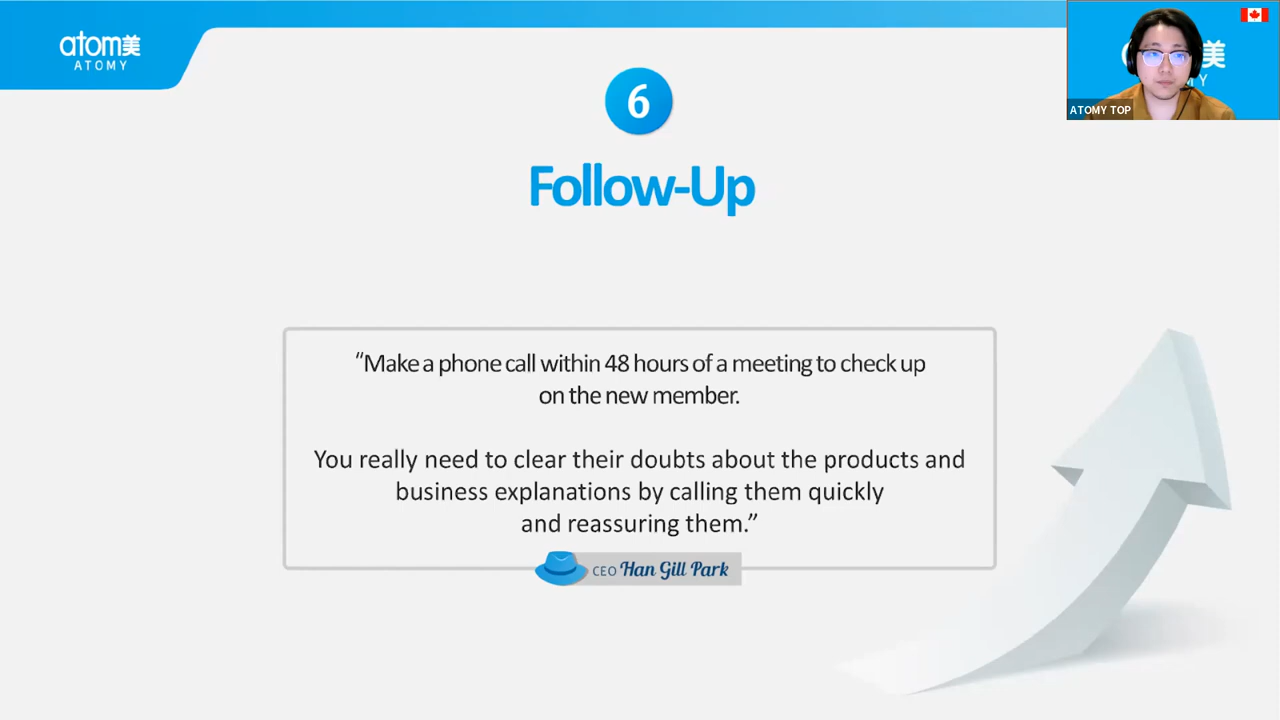 atom美
ATOMY
美
MY
ATOMY TOP
6
Follow-Up
“Make a phone call within 48 hours of a meeting to check up
on the new member.
You really need to clear their doubts about the products and
business explanations by calling them quickly
and reassuring them.”
CEO Han Gill Park